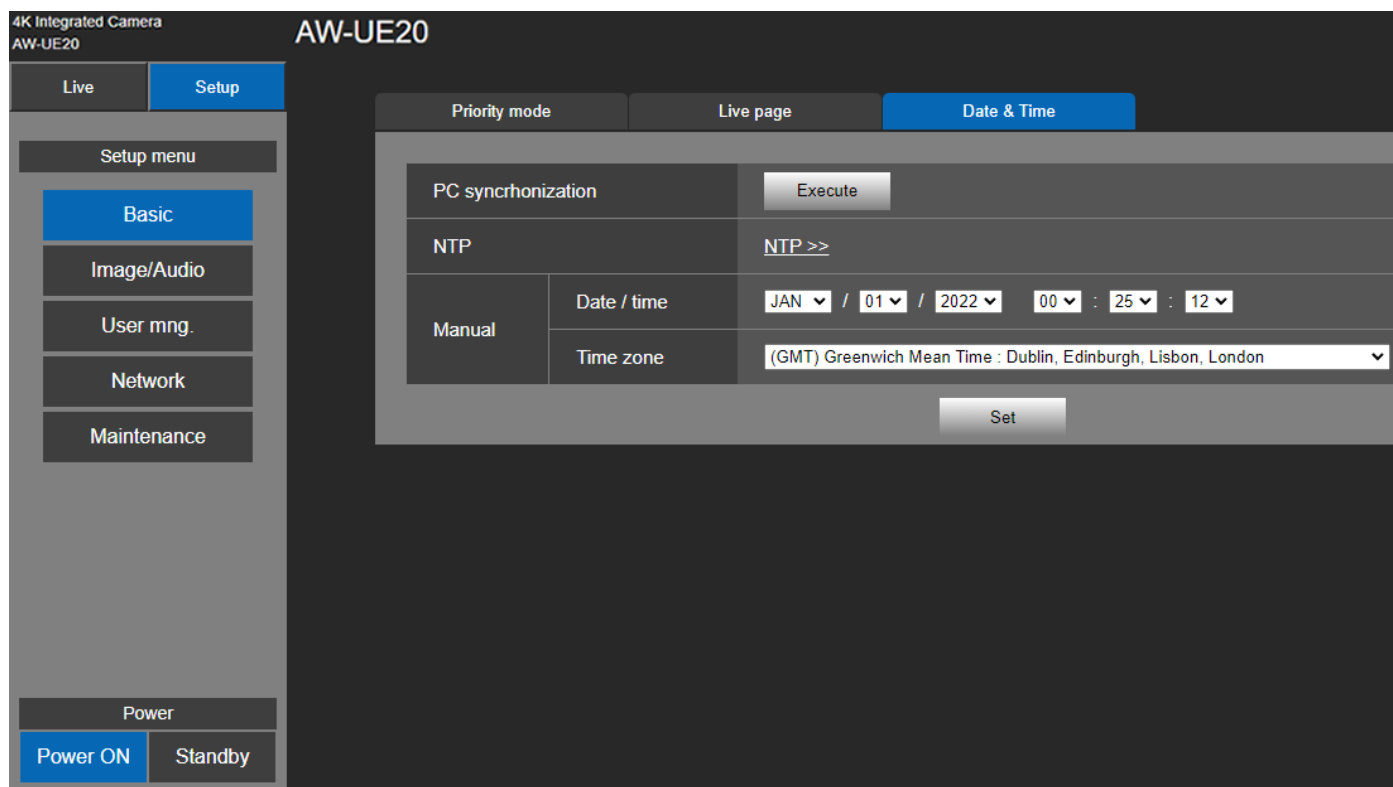 4K Integrated Camera
AW-UE20
AW-UE20
Live Setup
Priority mode Live page Date & Time
Setup menu
Basic
Image/Audio
User mng.
Network
Maintenance
PC syncrhonization Execute
NTP NTP >>
Manual
Date / time JAN / 01 / 2022 00 : 25 : 12
Time zone (GMT) Greenwich Mean Time : Dublin, Edinburgh, Lisbon, London
Set
Power
Power ON Standby